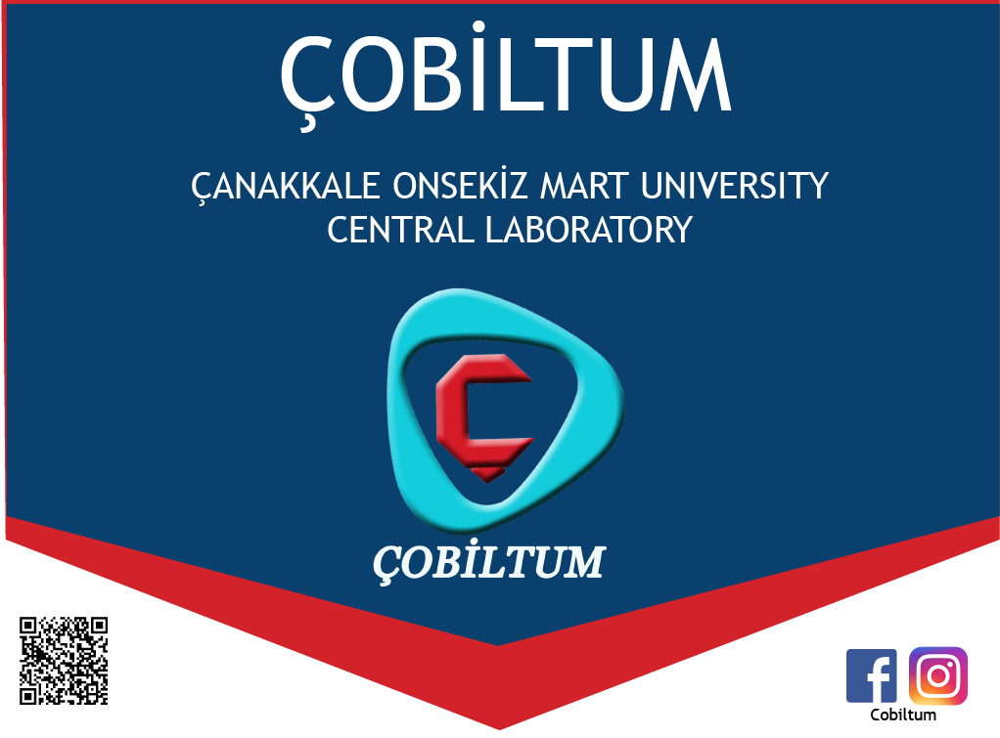 ÇOBİLTUM
ÇANAKKALE ONSEKİZ MART UNIVERSITY
CENTRAL LABORATORY
Ç
ÇOBİLTUM
Cobiltum